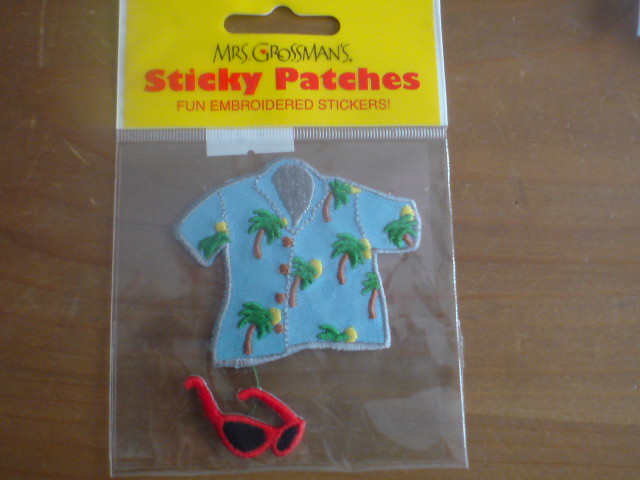 MRS. GROSSMAN'S®
Sticky Patches
FUN EMBROIDERED STICKERS!